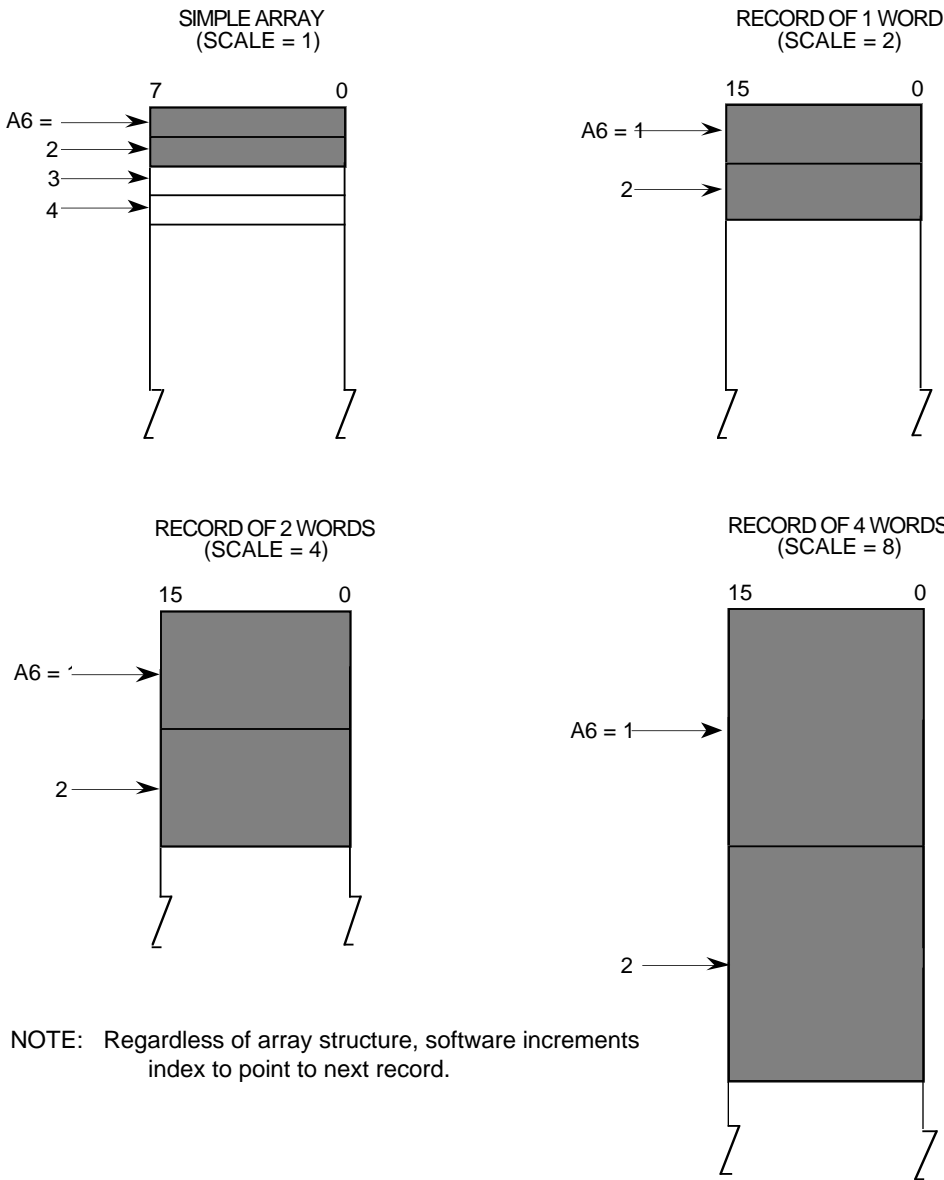 SIMPLE ARRAY
(SCALE = 1)
7 0
A6 =
2
3
4
RECORD OF 1 WORD
(SCALE = 2)
15 0
A6 = 1
2
RECORD OF 2 WORDS
(SCALE = 4)
15 0
A6 =
2
RECORD OF 4 WORDS
(SCALE = 8)
15 0
A6 = 1
2
NOTE: Regardless of array structure, software increments
index to point to next record.